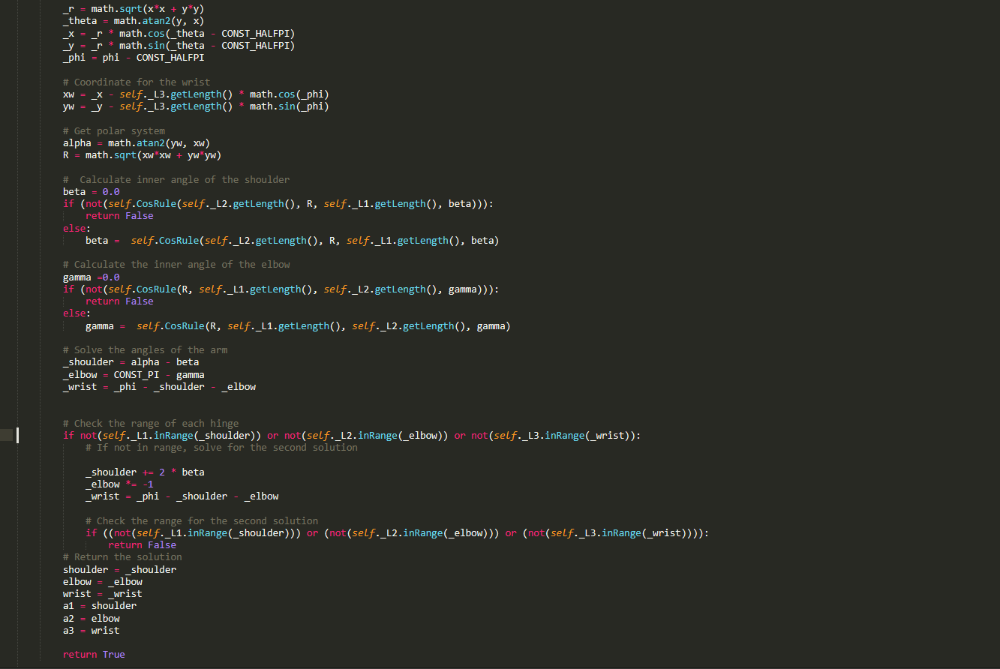 _r = math.sqrt(x*x + y*y)
_theta = math.atan2(y, x)
_x = _r * math.cos(_theta - CONST_HALFPI)
_y = _r * math.sin(_theta - CONST_HALFPI)
_phi = phi - CONST_HALFPI
# Coordinate for the wrist
xw = _x - self._L3.getLength() * math.cos(_phi)
yw = _y - self._L3.getLength() * math.sin(_phi)
# Get polar system
alpha = math.atan2(yw, xw)
R = math.sqrt(xw*xw + yw*yw)
#  Calculate inner angle of the shoulder
beta = 0.0
if (not(self.CosRule(self._L2.getLength(), R, self._L1.getLength(), beta))):
return False
else:
beta =  self.CosRule(self._L2.getLength(), R, self._L1.getLength(), beta)
# Calculate the inner angle of the elbow
gamma =0.0
if (not(self.CosRule(R, self._L1.getLength(), self._L2.getLength(), gamma))):
return False
else:
gamma =  self.CosRule(R, self._L1.getLength(), self._L2.getLength(), gamma)
# Solve the angles of the arm
_shoulder = alpha - beta
_elbow = CONST_PI - gamma
_wrist = _phi - _shoulder - _elbow
# Check the range of each hinge
if not(self._L1.inRange(_shoulder)) or not(self._L2.inRange(_elbow)) or not(self._L3.inRange(_wrist)):
# If not in range, solve for the second solution
_shoulder += 2 * beta
_elbow *= -1
_wrist = _phi - _shoulder - _elbow
# Check the range for the second solution
if ((not(self._L1.inRange(_shoulder))) or (not(self._L2.inRange(_elbow))) or (not(self._L3.inRange(_wrist)))):
return False
# Return the solution
shoulder = _shoulder
elbow = _elbow
wrist = _wrist
a1 = shoulder
a2 = elbow
a3 = wrist
return True